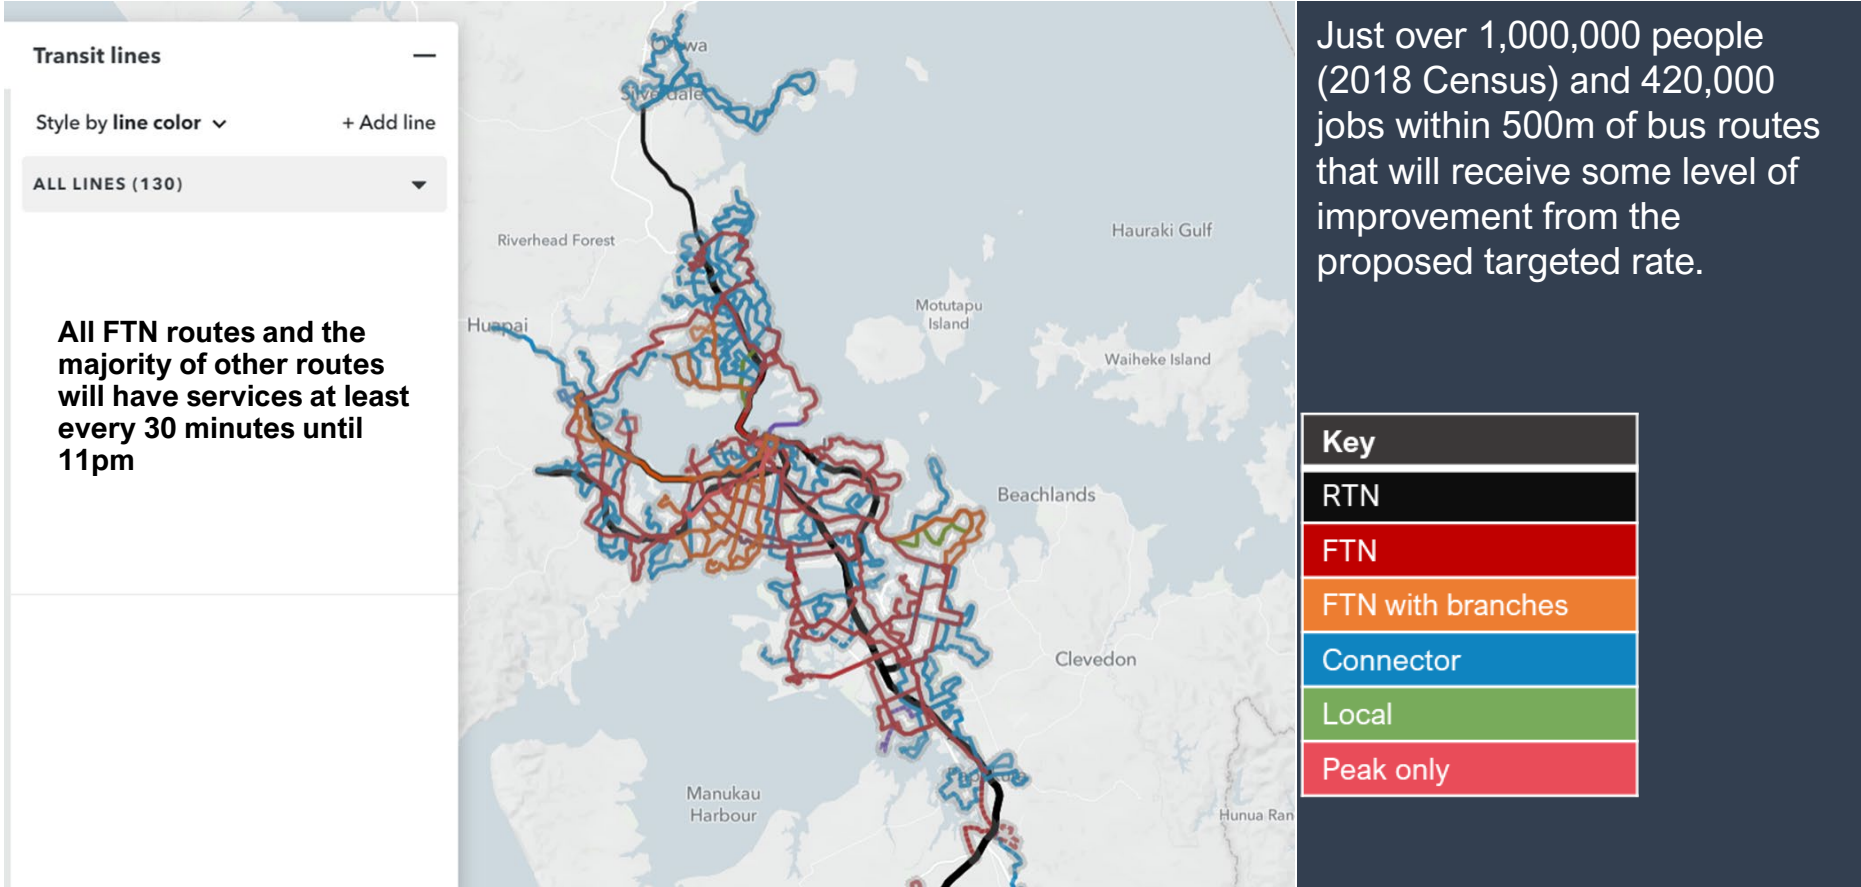 Transit lines
Style by line color
+ Add line
ALL LINES (130)
All FTN routes and the
majority of other routes
will have services at least
every 30 minutes until
11pm
Silverdale
Riverhead Forest
Hauraki Gulf
Motutapu
Island
Huapai
Waiheke Island
Beachlands
Clevedon
Manukau
Harbour
Hunua Ran
Just over 1,000,000 people
(2018 Census) and 420,000
jobs within 500m of bus routes
that will receive some level of
improvement from the
proposed targeted rate.
Key
RTN
FTN
FTN with branches
Connector
Local
Peak only